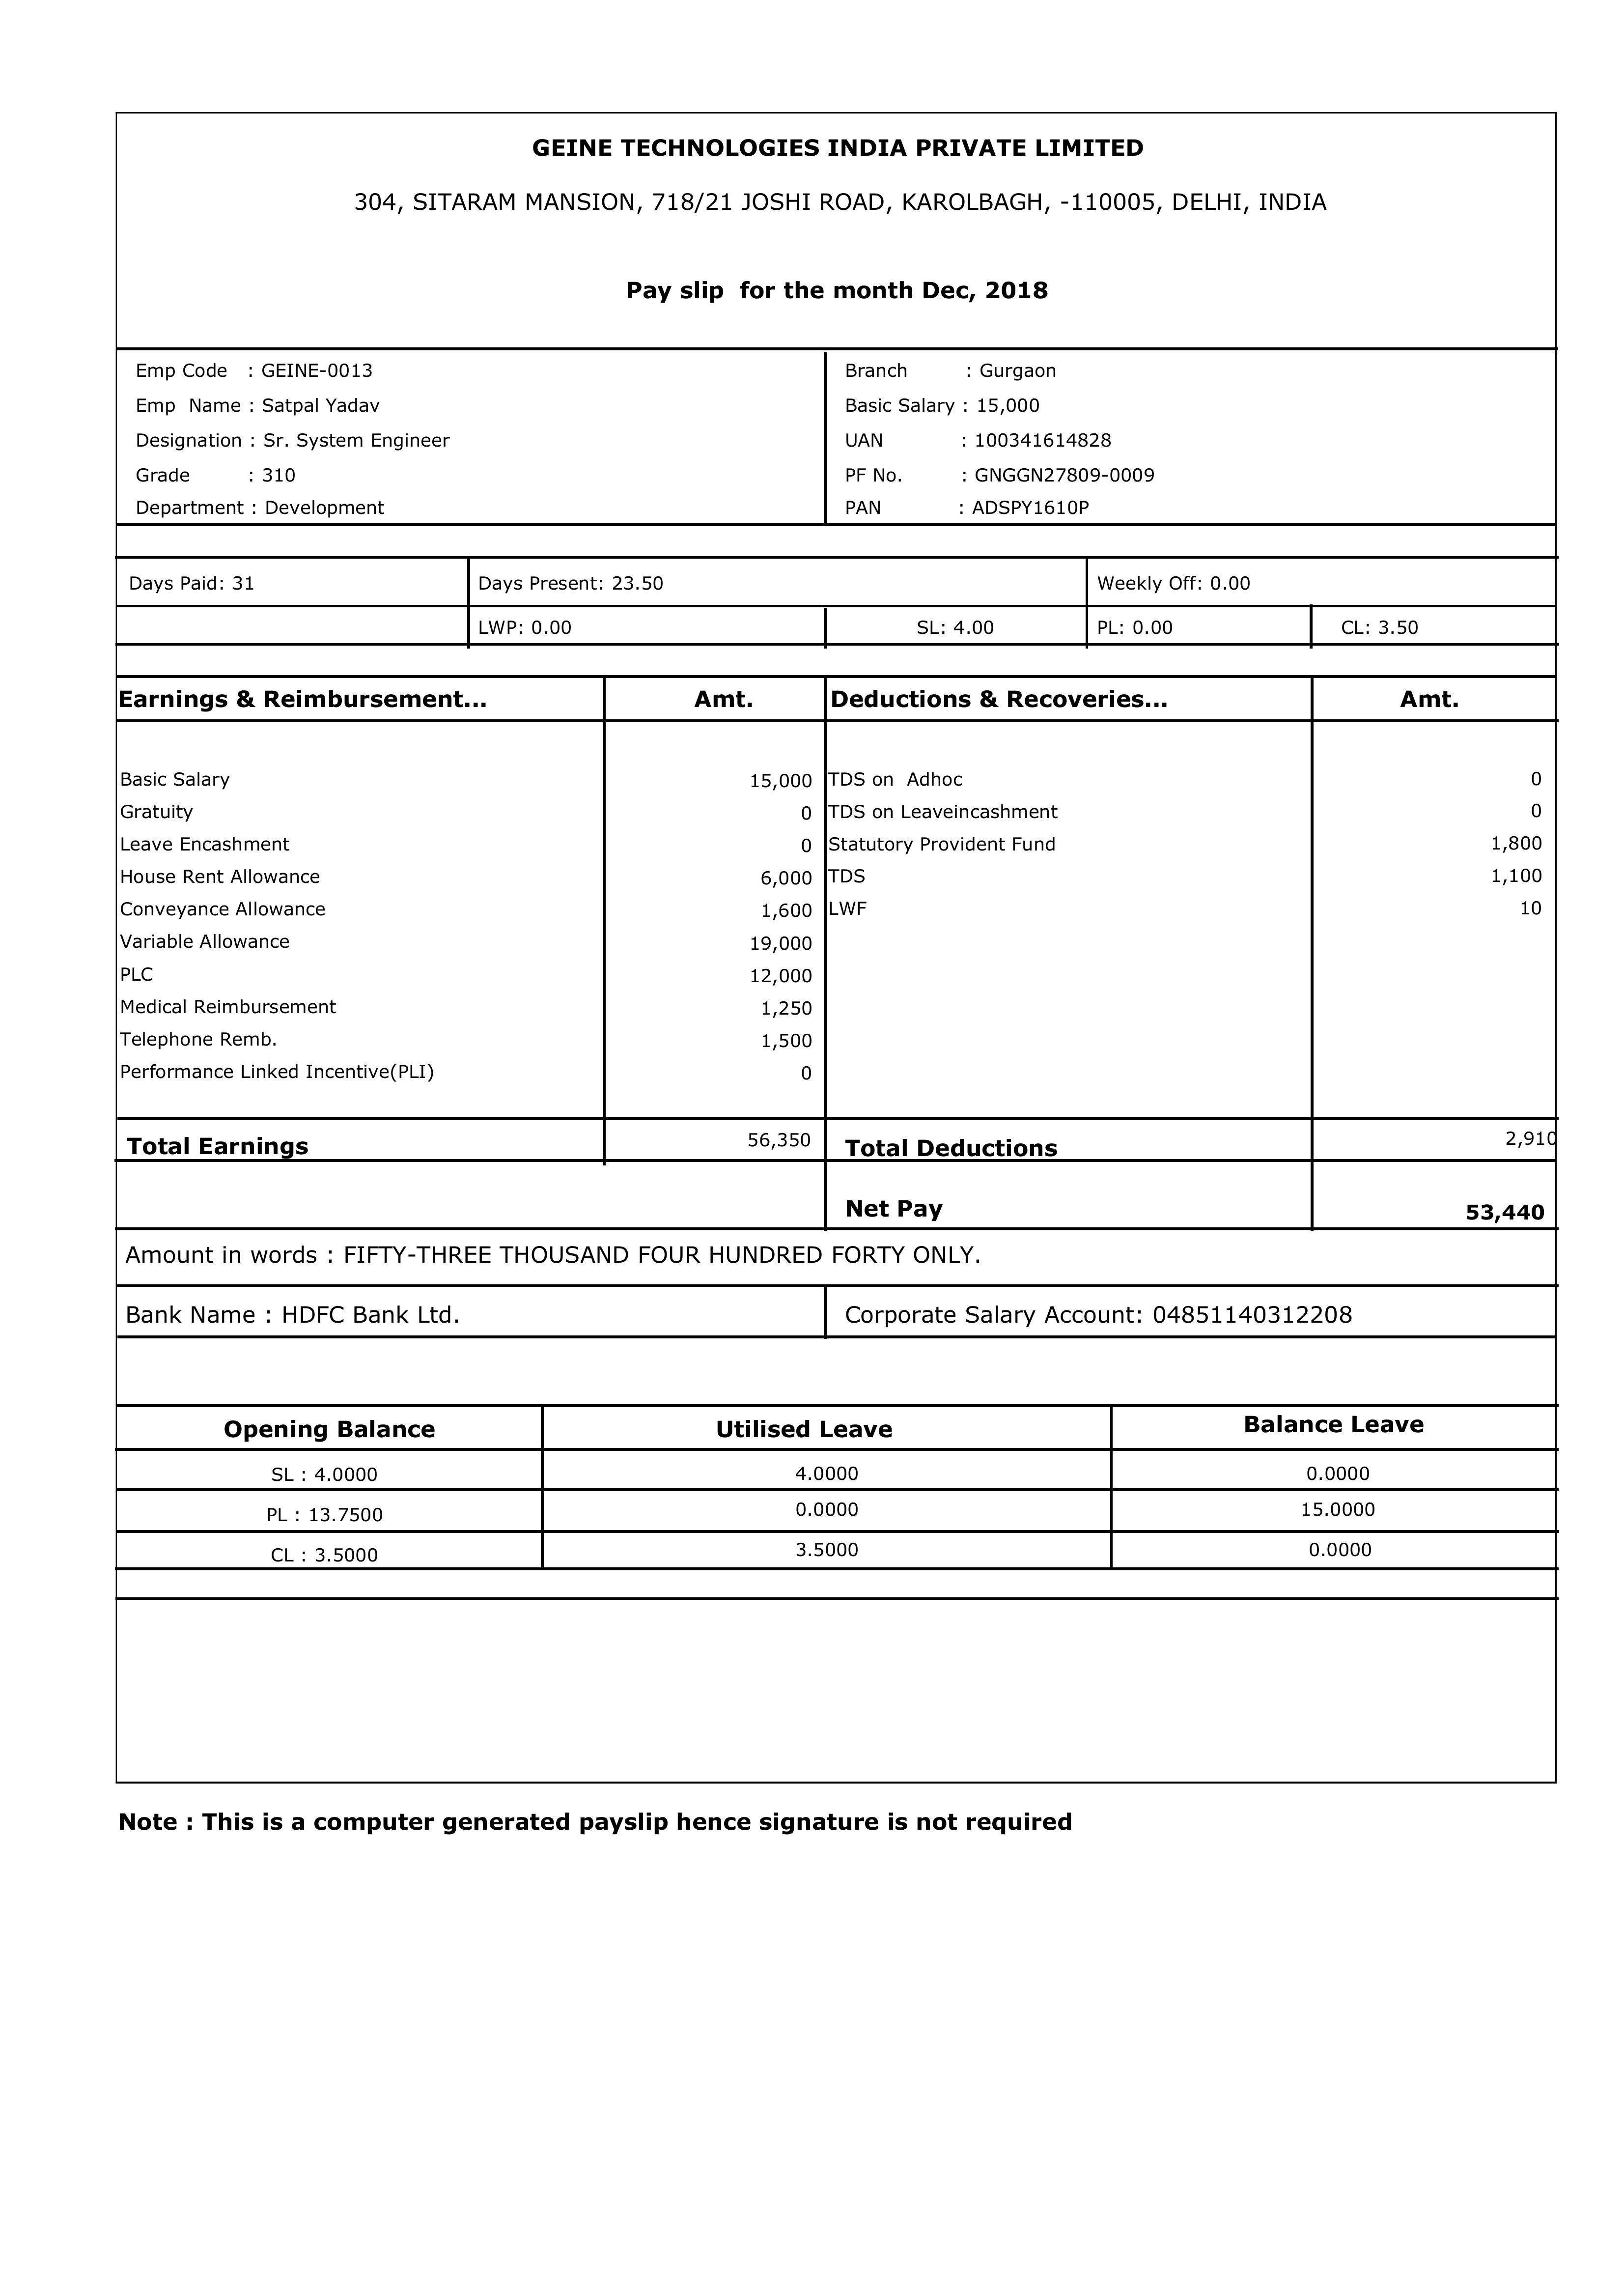 GEINE TECHNOLOGIES INDIA PRIVATE LIMITED
304, SITARAM MANSION, 718/21 JOSHI ROAD, KAROLBAGH, -110005, DELHI, INDIA
Pay slip for the month Dec, 2018
Emp Code : GEINE-0013 Branch : Gurgaon
Emp Name : Satpal Yadav Basic Salary : 15,000
Designation : Sr. System Engineer UAN : 100341614828
Grade : 310 PF No. : GNGGN27809-0009
Department : Development PAN : ADSPY1610P
Days Paid: 31 Days Present: 23.50 Weekly Off: 0.00
LWP: 0.00 SL: 4.00 PL: 0.00 CL: 3.50
Earnings & Reimbursement... Amt. Deductions & Recoveries... Amt.
Basic Salary 15,000 TDS on Adhoc 0
Gratuity 0 TDS on Leaveincashment 0
Leave Encashment 0 Statutory Provident Fund 1,800
House Rent Allowance 6,000 TDS 1,100
Conveyance Allowance 1,600 LWF 10
Variable Allowance 19,000
PLC 12,000
Medical Reimbursement 1,250
Telephone Remb. 1,500
Performance Linked Incentive(PLI) 0
Total Earnings 56,350 Total Deductions 2,910
Net Pay 53,440
Amount in words : FIFTY-THREE THOUSAND FOUR HUNDRED FORTY ONLY.
Bank Name : HDFC Bank Ltd. Corporate Salary Account: 04851140312208
Opening Balance Utilised Leave Balance Leave
SL : 4.0000 4.0000 0.0000
PL : 13.7500 0.0000 15.0000
CL : 3.5000 3.5000 0.0000
Note : This is a computer generated payslip hence signature is not required